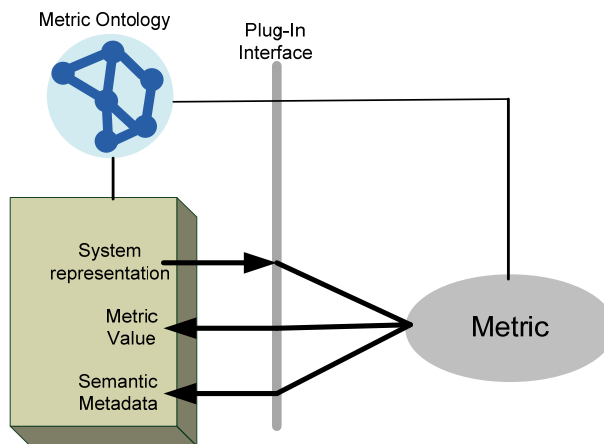 Metric Ontology
Plug-In
Interface
System
representation
Metric
Value
Semantic
Metadata
Metric